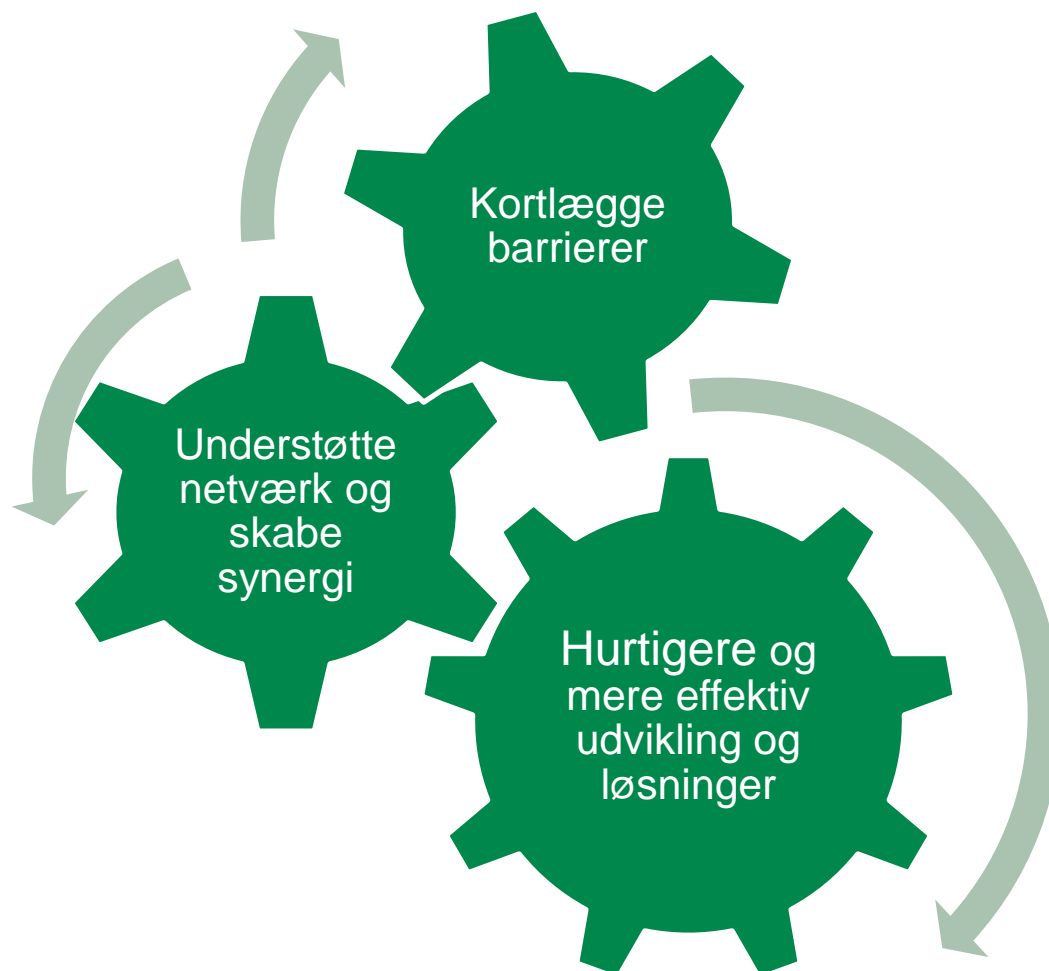 Kortlægge
barrierer
Understøtte
netværk og
skabe
synergi
Hurtigere og
mere effektiv
udvikling og
løsninger